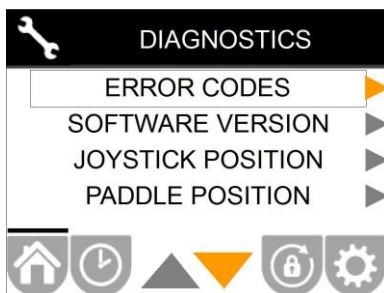 DIAGNOSTICS
ERROR CODES
SOFTWARE VERSION
JOYSTICK POSITION
PADDLE POSITION